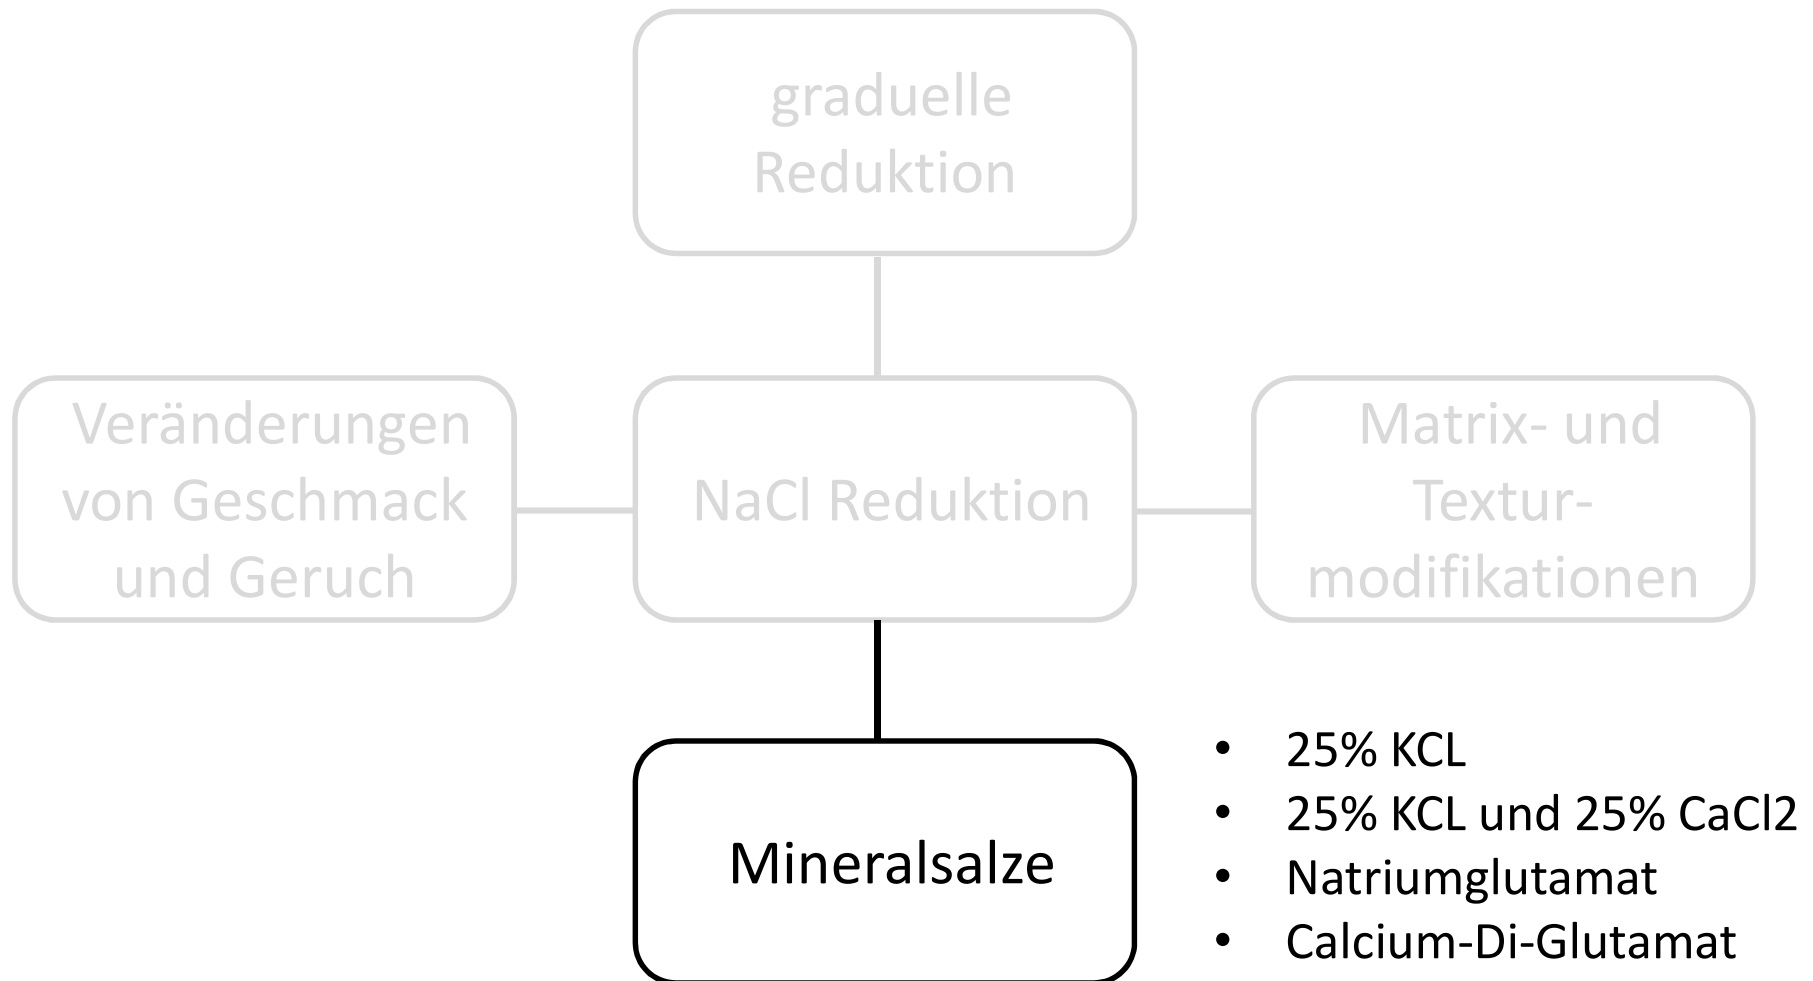 graduelle
Reduktion
Veränderungen
von Geschmack
und Geruch
NaCl Reduktion
Matrix- und
Textur-
modifikationen
Mineralsalze
• 25% KCL
• 25% KCL und 25% CaCl2
• Natriumglutamat
• Calcium-Di-Glutamat